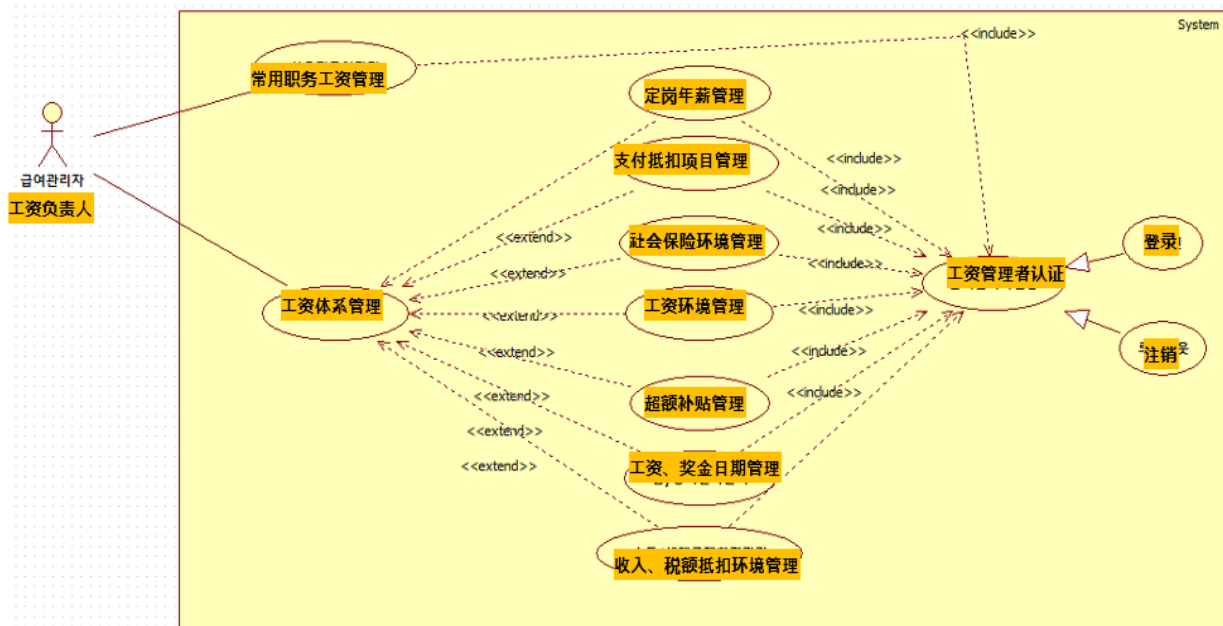 System
<<include>>
常用职务工资管理
定岗年薪管理
급여관리자
工资负责人
支付抵扣项目管理
<<include>>
<<include>>
<<extend>>
社会保险环境管理
<<include>>
登录
<<extend>>
<<include>>
工资管理者认证
工资体系管理
<<extend>>
工资环境管理
<<include>>
<<extend>>
<<include>>
注销
<<extend>>
超额补贴管理
<<include>>
<<extend>>
<<extend>>
工资、奖金日期管理
收入、税额抵扣环境管理